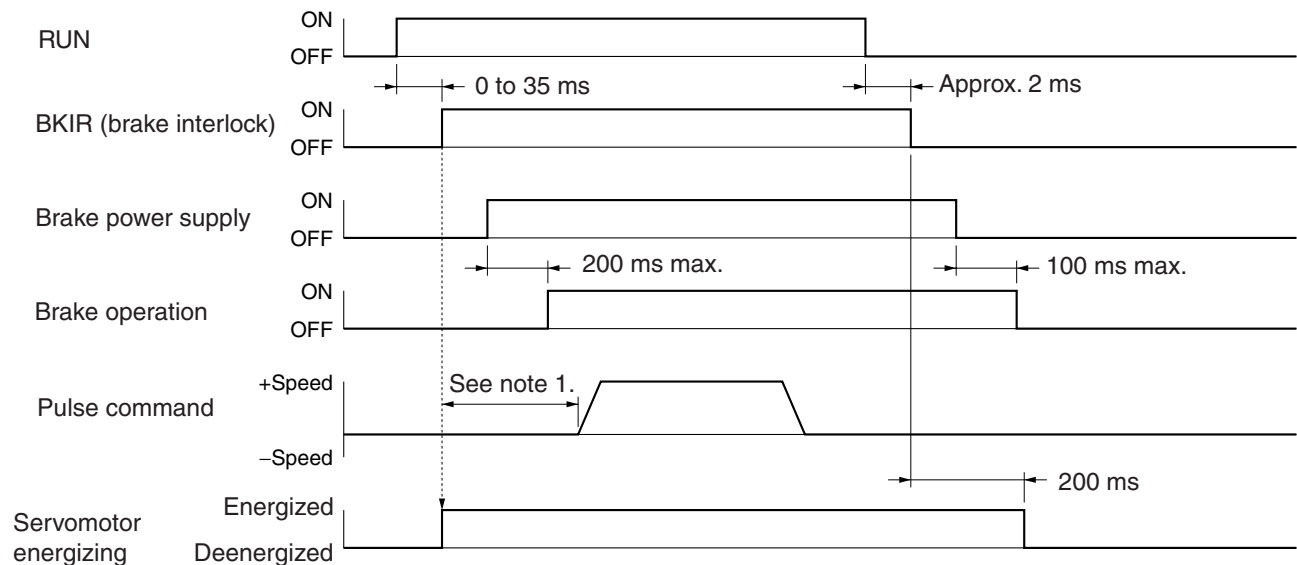 RUN
ON
OFF
0 to 35 ms
Approx. 2 ms
BKIR (brake interlock)
ON
OFF
Brake power supply
ON
OFF
200 ms max.
100 ms max.
Brake operation
ON
OFF
Pulse command
+Speed
See note 1.
−Speed
200 ms
Servomotor
energizing
Energized
Deenergized